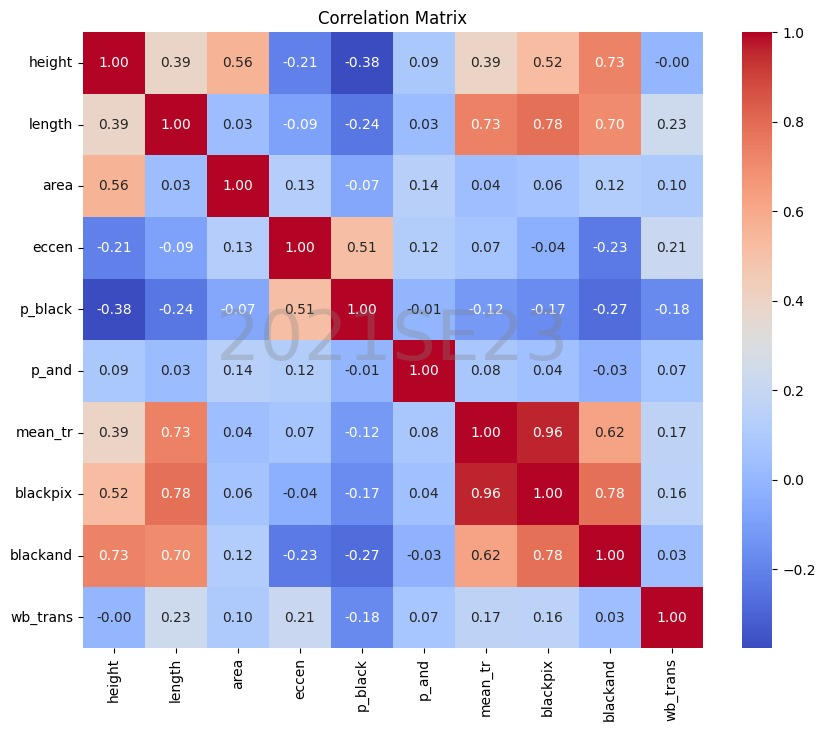 Correlation Matrix
height 1.00 0.39 0.56 -0.21 -0.38 0.09 0.39 0.52 0.73 -0.00
length 0.39 1.00 0.03 -0.09 -0.24 0.03 0.73 0.78 0.70 0.23
area 0.56 0.03 1.00 0.13 -0.07 0.14 0.04 0.06 0.12 0.10
eccen -0.21 -0.09 0.13 1.00 0.51 0.12 0.07 -0.04 -0.23 0.21
p_black -0.38 -0.24 -0.07 0.51 1.00 -0.01 -0.12 -0.17 -0.27 -0.18
2021SE23
p_and 0.09 0.03 0.14 0.12 -0.01 1.00 0.08 0.04 -0.03 0.07
mean_tr 0.39 0.73 0.04 0.07 -0.12 0.08 1.00 0.96 0.62 0.17
blackpix 0.52 0.78 0.06 -0.04 -0.17 0.04 0.96 1.00 0.78 0.16
blackand 0.73 0.70 0.12 -0.23 -0.27 -0.03 0.62 0.78 1.00 0.03
wb_trans -0.00 0.23 0.10 0.21 -0.18 0.07 0.17 0.16 0.03 1.00
height length area eccen p_black p_and mean_tr blackpix blackand wb_trans
1.0
0.8
0.6
0.4
0.2
0.0
−0.2